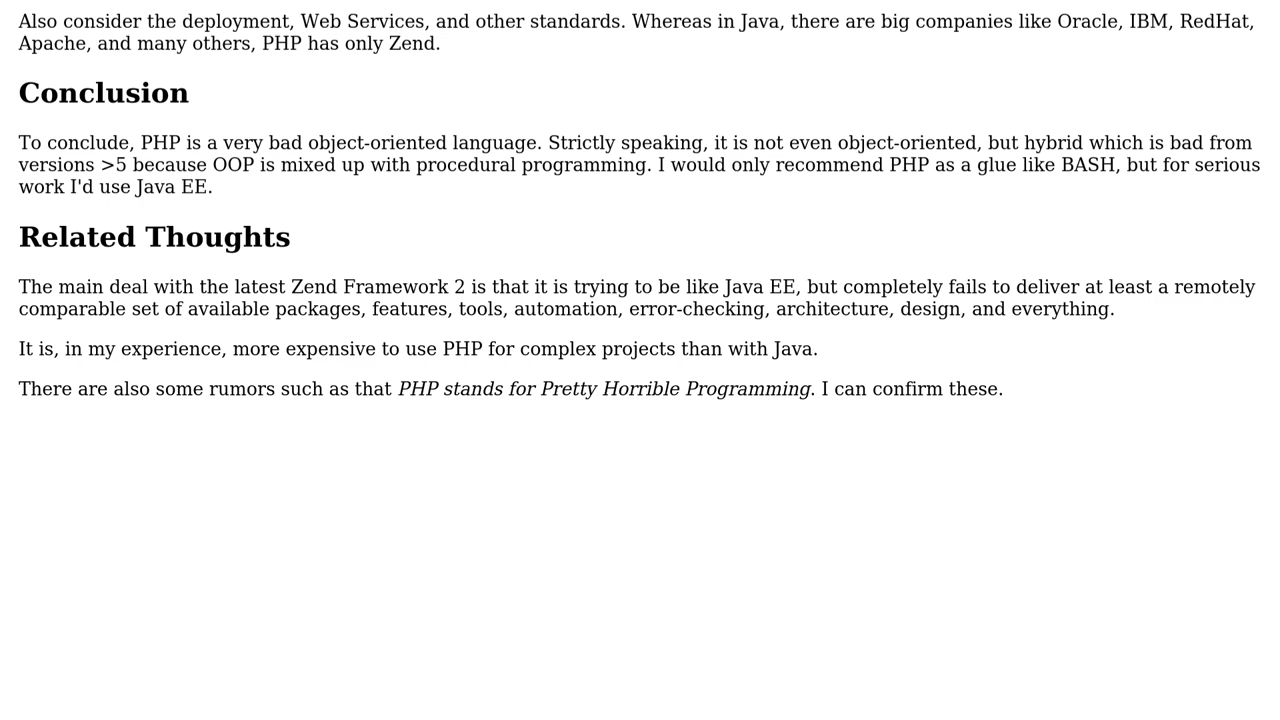 Also consider the deployment, Web Services, and other standards. Whereas in Java, there are big companies like Oracle, IBM, RedHat,
Apache, and many others, PHP has only Zend.
Conclusion
To conclude, PHP is a very bad object-oriented language. Strictly speaking, it is not even object-oriented, but hybrid which is bad from
versions >5 because OOP is mixed up with procedural programming. I would only recommend PHP as a glue like BASH, but for serious
work I'd use Java EE.
Related Thoughts
The main deal with the latest Zend Framework 2 is that it is trying to be like Java EE, but completely fails to deliver at least a remotely
comparable set of available packages, features, tools, automation, error-checking, architecture, design, and everything.
It is, in my experience, more expensive to use PHP for complex projects than with Java.
There are also some rumors such as that PHP stands for Pretty Horrible Programming. I can confirm these.